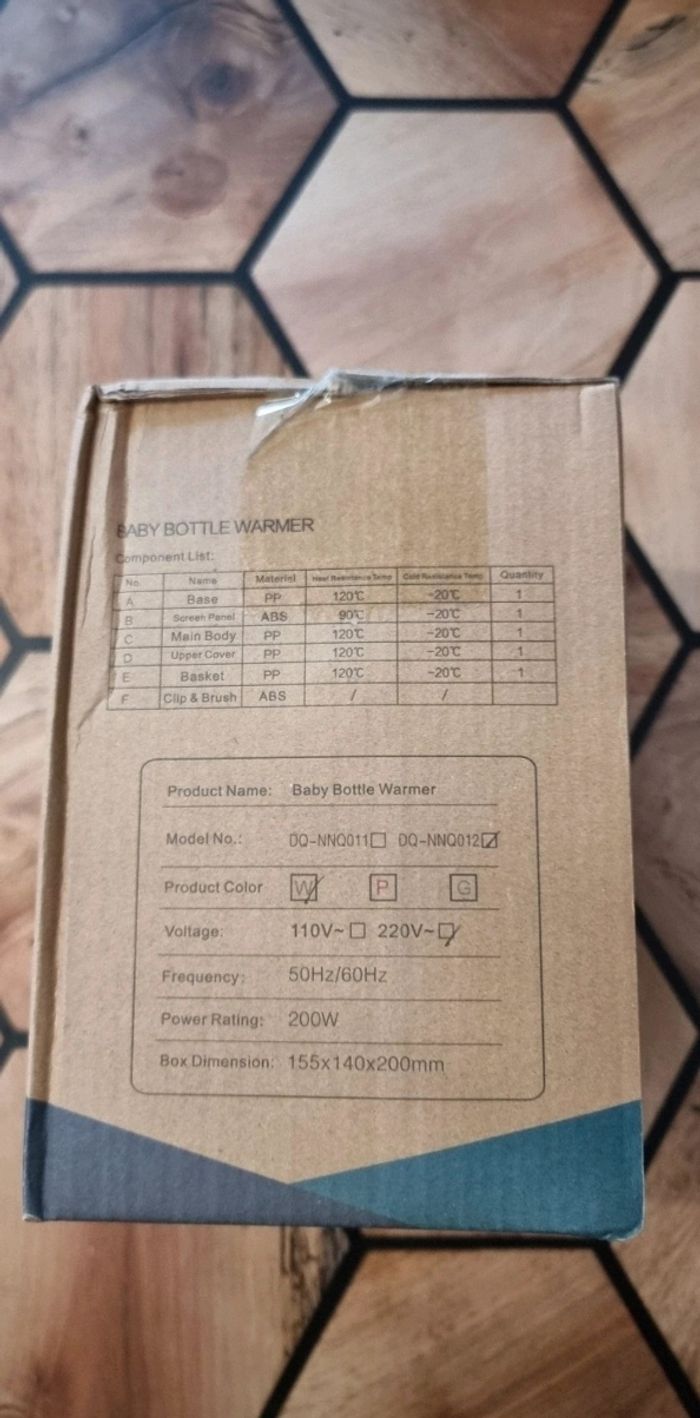 BABY BOTTLE WARMER
Component List:
No. Name Material Heat Resistance Temp Cold Resistance Temp Quantity
A Base PP 120℃ -20℃ 1
B Screen Panel ABS 90℃ -20℃ 1
C Main Body PP 120℃ -20℃ 1
D Upper Cover PP 120℃ -20℃ 1
E Basket PP 120℃ -20℃ 1
F Clip & Brush ABS / /
Product Name: Baby Bottle Warmer
Model No.: DQ-NNQ011☐ DQ-NNQ012☑
Product Color W P G
Voltage: 110V~☐ 220V~☑
Frequency: 50Hz/60Hz
Power Rating: 200W
Box Dimension: 155x140x200mm